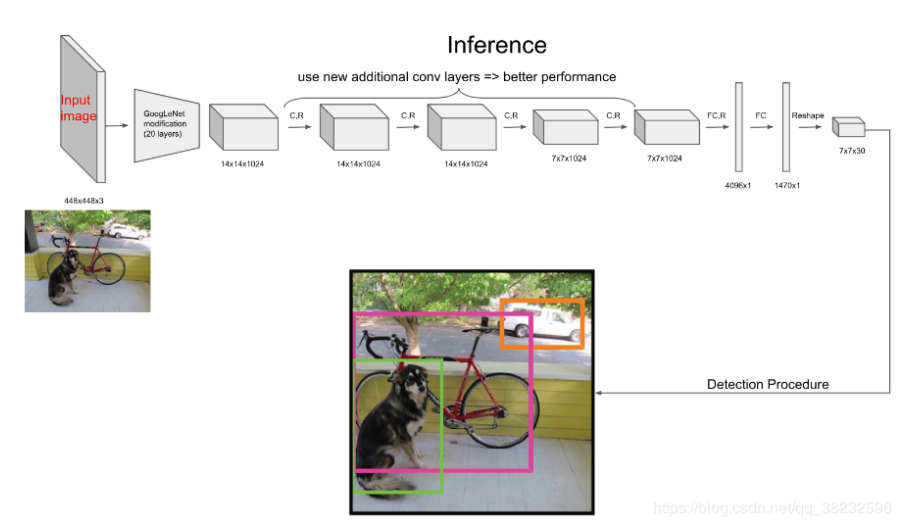 Inference
use new additional conv layers => better performance
Input
image
GoogLeNet
modification
(20 layers)
C,R
C,R
C,R
C,R
FC,R
FC
Reshape
14x14x1024
14x14x1024
14x14x1024
7x7x1024
7x7x1024
7x7x30
4096x1
1470x1
448x448x3
Detection Procedure
https://blog.csdn.net/qq_38232598